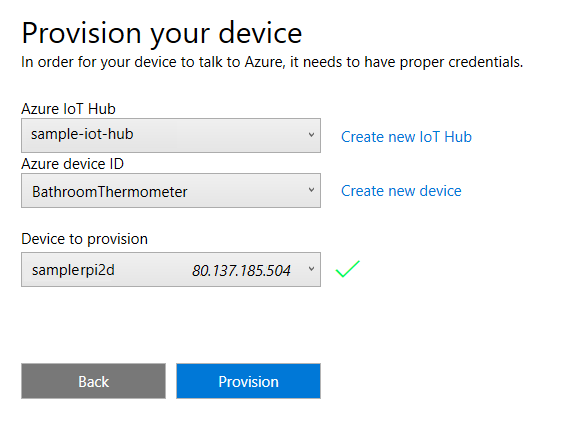 Provision your device
In order for your device to talk to Azure, it needs to have proper credentials.
Azure IoT Hub
sample-iot-hub
Create new IoT Hub
Azure device ID
BathroomThermometer
Create new device
Device to provision
samplerpi2d 80.137.185.504
Back Provision